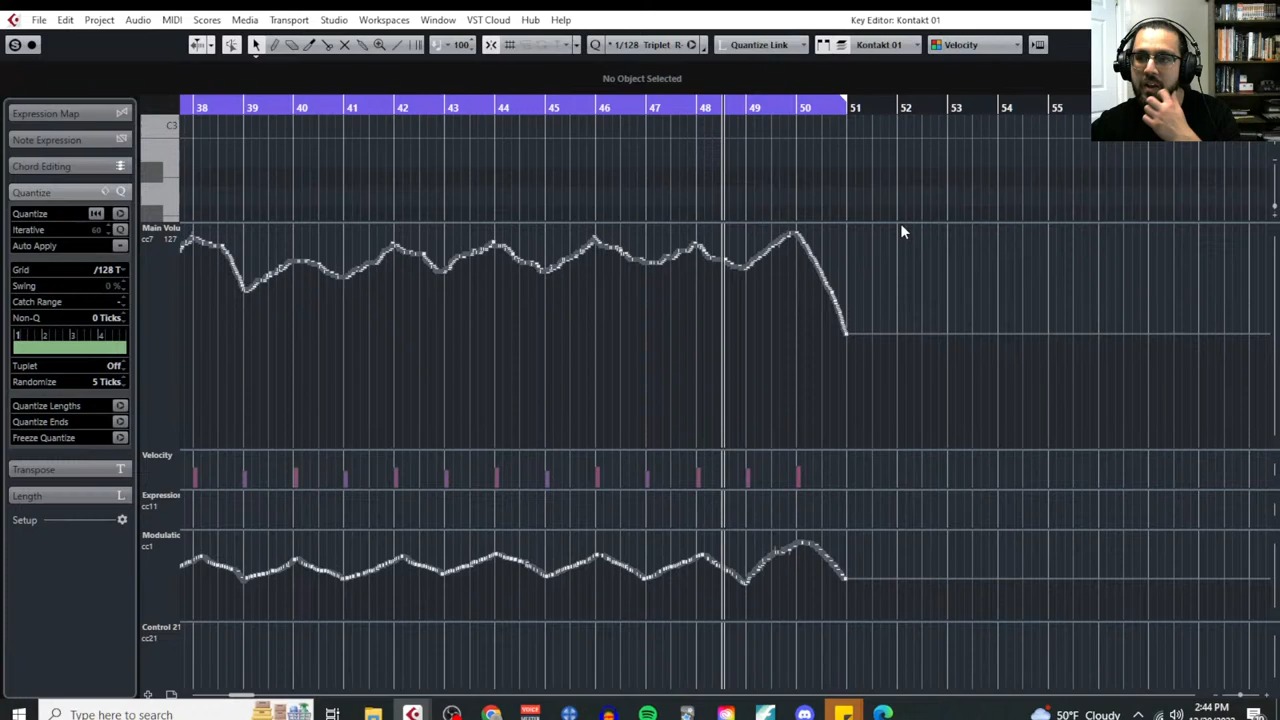 File Edit Project Audio MIDI Scores Media Transport Studio Workspaces Window VST Cloud Hub Help
Key Editor: Kontakt 01
100 1/128 Triplet R- Quantize Link Kontakt 01 Velocity
No Object Selected
38 39 40 41 42 43 44 45 46 47 48 49 50 51 52 53 54 55
Expression Map
Note Expression
Chord Editing
Quantize
Quantize
Iterative 60
Auto Apply
Grid /128 T
Swing 0 %
Catch Range -
Non-Q 0 Ticks
1 2 3 4
Tuplet Off
Randomize 5 Ticks
Quantize Lengths
Quantize Ends
Freeze Quantize
Transpose
Length
Setup
C3
Main Volu
cc7 127
Velocity
Expression
cc11
Modulatic
cc1
Control 21
cc21
Type here to search
50°F Cloudy
2:44 PM